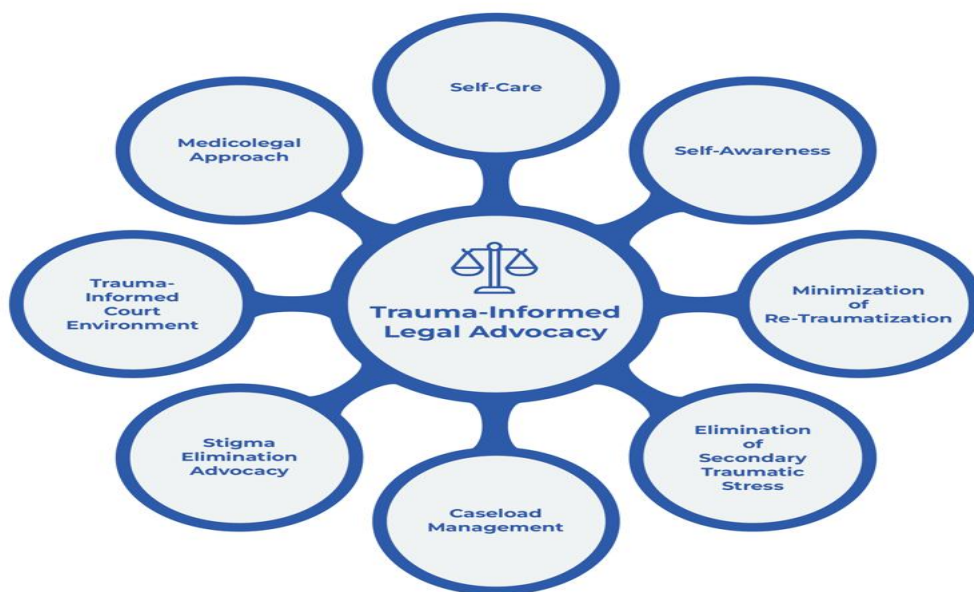 Self-Care
Medicolegal
Approach
Self-Awareness
Trauma-
Informed
Court
Environment
Trauma-Informed
Legal Advocacy
Minimization
of
Re-Traumatization
Stigma
Elimination
Advocacy
Elimination
of
Secondary
Traumatic
Stress
Caseload
Management